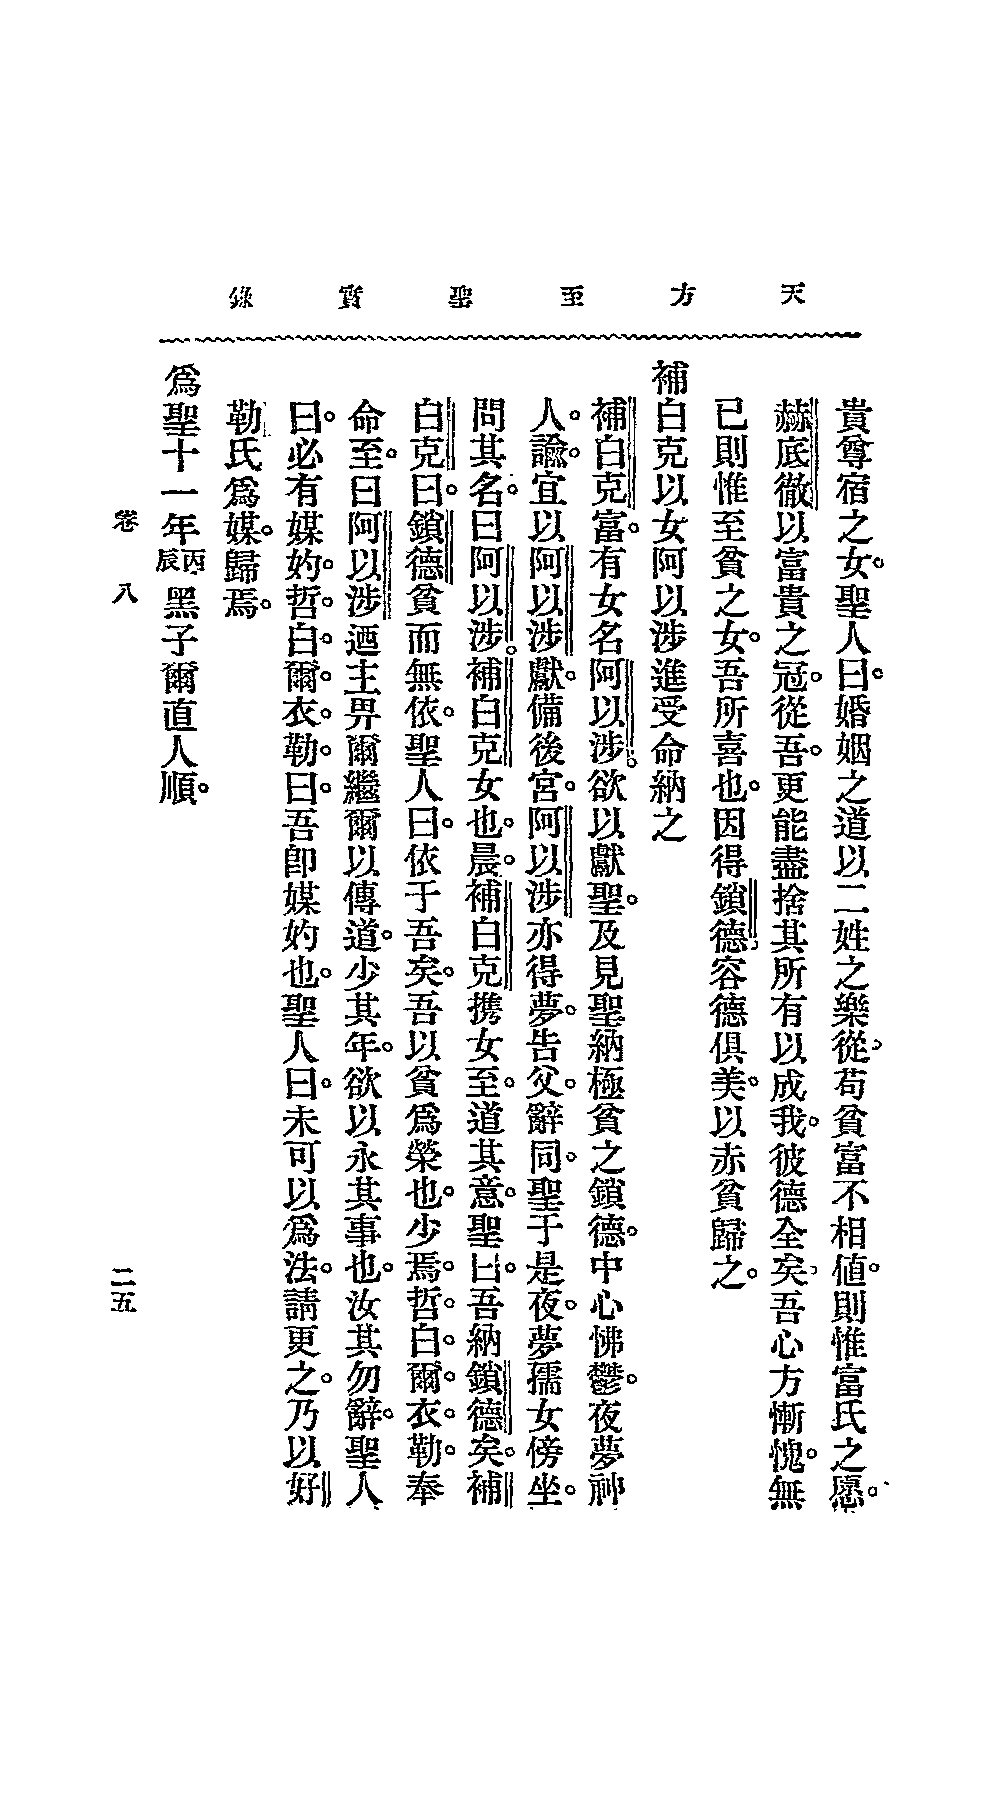 天方至聖實錄
貴尊宿之女。聖人曰。婚姻之道以二姓之樂從。苟貧富不相値。則惟富氏之愿。
赫底徹以富貴之冠。從吾。更能盡捨其所有以成我。彼德全矣。吾心方慚愧。無
已則惟至貧之女。吾所喜也。因得鎖德。容德俱美。以赤貧歸之。
補白克以女阿以涉進受命納之
補白克富。有女名阿以涉。欲以獻聖。及見聖納極貧之鎖德。中心怫鬱。夜夢神
人。諭。宜以阿以涉獻。備後宮。阿以涉亦得夢。告父。辭同。聖于是夜。夢孺女傍坐。
問其名。曰阿以涉。補白克女也。晨。補白克携女至。道其意。聖曰。吾納鎖德矣。補
白克曰。鎖德貧而無依。聖人曰。依于吾矣。吾以貧爲榮也。少焉。哲白爾衣勒。奉
命至。曰阿以涉迺主畀爾繼爾以傳道。少其年。欲以永其事也。汝其勿辭。聖人
曰。必有媒妁。哲白爾衣勒。曰。吾卽媒妁也。聖人曰。未可以爲法。請更之。乃以好
勒氏爲媒。歸焉。
爲聖十一年丙辰黑子爾直人順。
卷八
二五